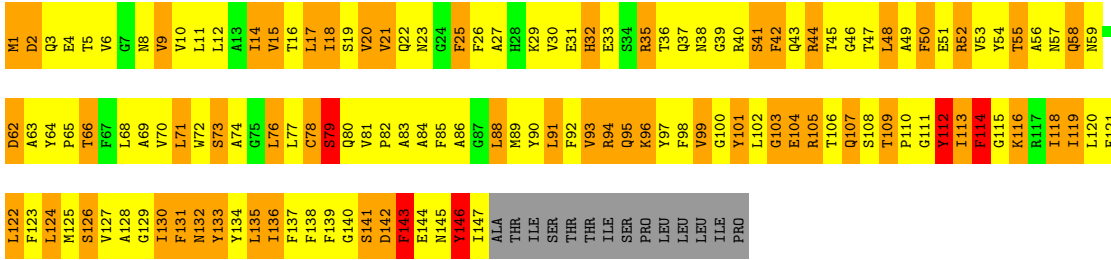 M1 D2 Q3 E4 T5 V6 G7 N8 V9 V10 L11 L12 A13 I14 V15 T16 L17 I18 S19 V20 V21 Q22 N23 G24 F25 F26 A27 H28 K29 V30 E31 H32 E33 S34 R35 T36 Q37 N38 G39 R40 S41 F42 Q43 R44 T45 G46 T47 L48 A49 F50 E51 R52 V53 Y54 T55 A56 N57 Q58 N59
D62 A63 Y64 P65 T66 F67 L68 A69 V70 L71 W72 S73 A74 G75 L76 L77 C78 S79 Q80 V81 P82 A83 A84 F85 A86 G87 L88 M89 Y90 L91 F92 V93 R94 Q95 K96 Y97 F98 V99 G100 Y101 L102 G103 E104 R105 T106 Q107 S108 T109 P110 G111 Y112 I113 F114 G115 K116 R117 I118 I119 L120
L122 F123 L124 M125 S126 V127 A128 G129 I130 F131 N132 Y133 Y134 L135 I136 F137 F138 F139 G140 S141 D142 F143 E144 N145 Y146 I147 ALA THR ILE SER THR THR ILE SER PRO LEU LEU LEU ILE PRO